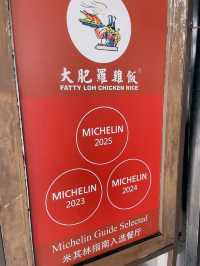 大肥羅雞飯
FATTY LOH CHICKEN RICE
MICHELIN
2025
MICHELIN
2023
MICHELIN
2024
Michelin Guide Selected
米其林指南入选餐厅